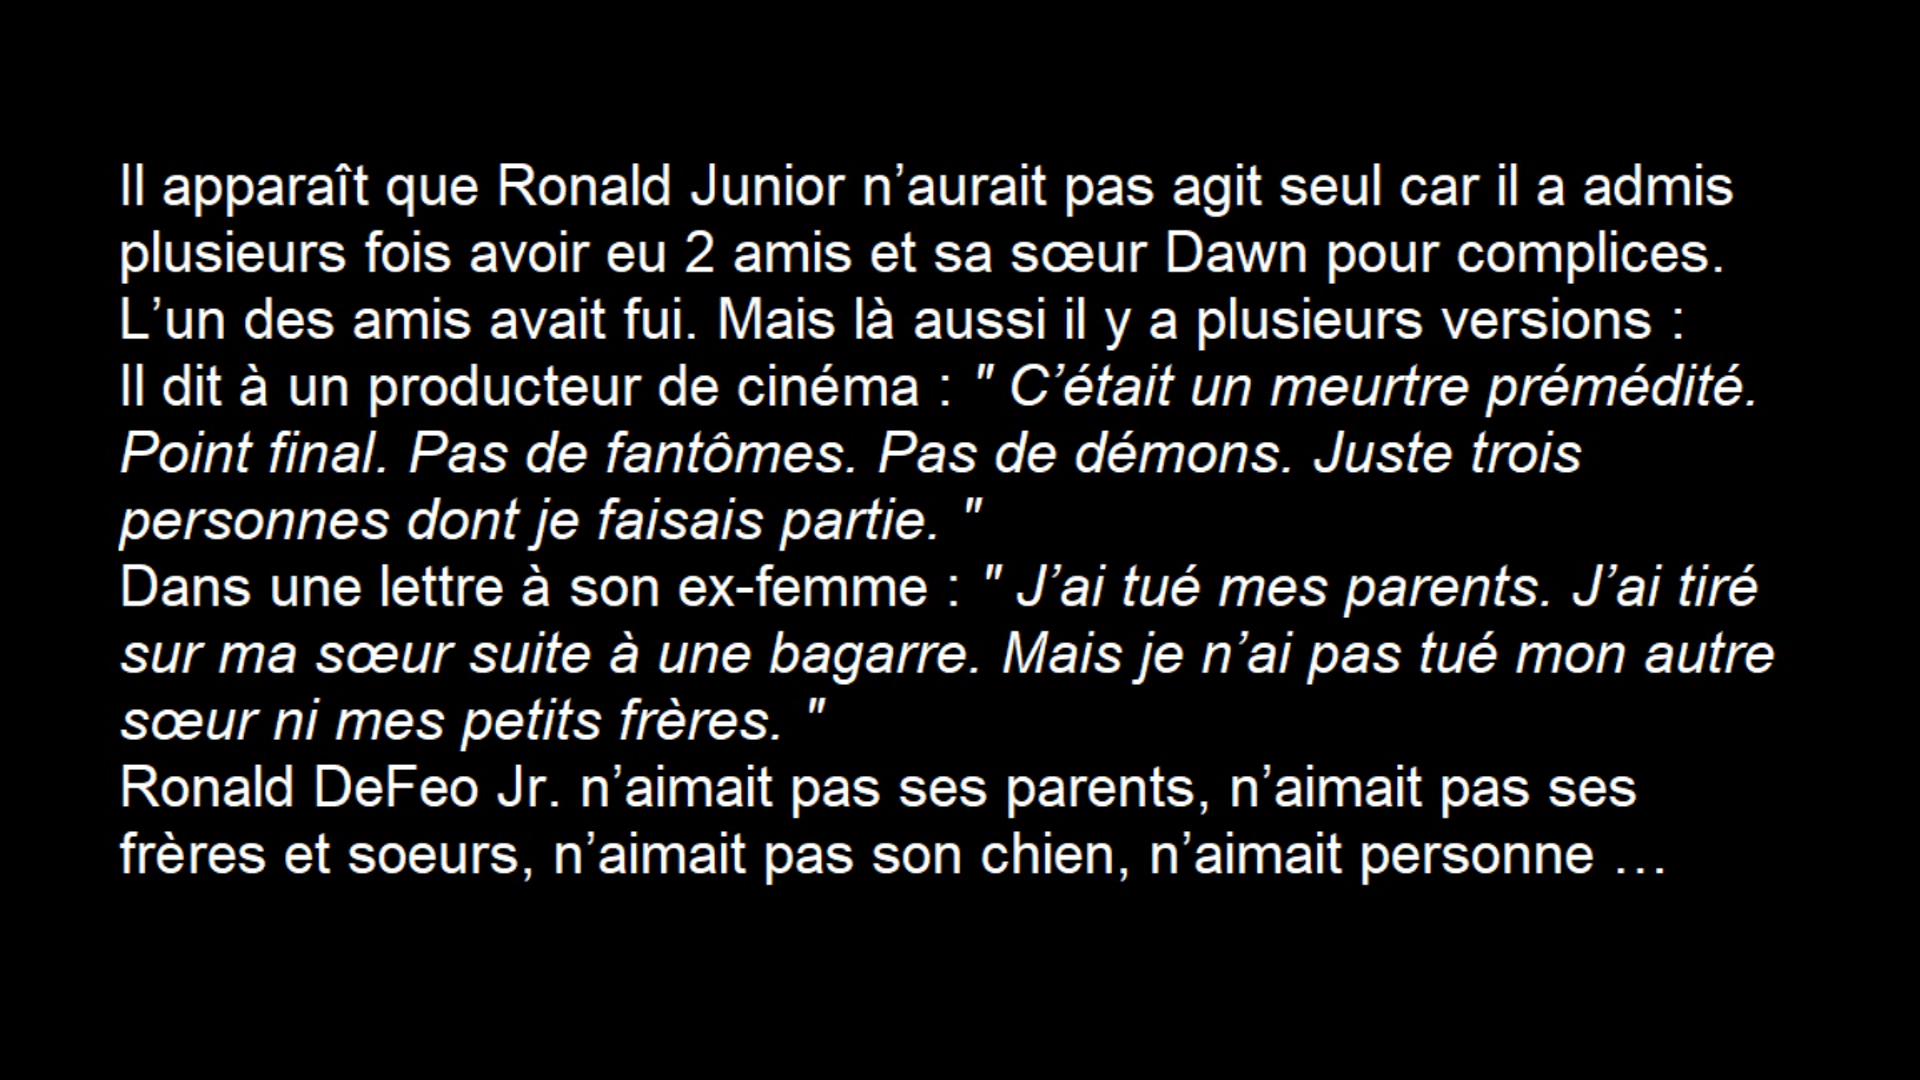 Il apparaît que Ronald Junior n’aurait pas agit seul car il a admis
plusieurs fois avoir eu 2 amis et sa sœur Dawn pour complices.
L’un des amis avait fui. Mais là aussi il y a plusieurs versions :
Il dit à un producteur de cinéma : " C’était un meurtre prémédité.
Point final. Pas de fantômes. Pas de démons. Juste trois
personnes dont je faisais partie. "
Dans une lettre à son ex-femme : " J’ai tué mes parents. J’ai tiré
sur ma sœur suite à une bagarre. Mais je n’ai pas tué mon autre
sœur ni mes petits frères. "
Ronald DeFeo Jr. n’aimait pas ses parents, n’aimait pas ses
frères et soeurs, n’aimait pas son chien, n’aimait personne …